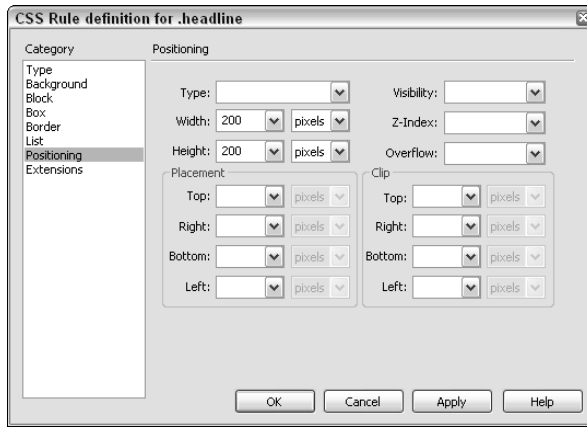 CSS Rule definition for .headline
Category
Type
Background
Block
Box
Border
List
Positioning
Extensions
Positioning
Type:
Visibility:
Width: 200 pixels
Z-Index:
Height: 200 pixels
Overflow:
Placement
Top: pixels
Right: pixels
Bottom: pixels
Left: pixels
Clip
Top: pixels
Right: pixels
Bottom: pixels
Left: pixels
OK Cancel Apply Help